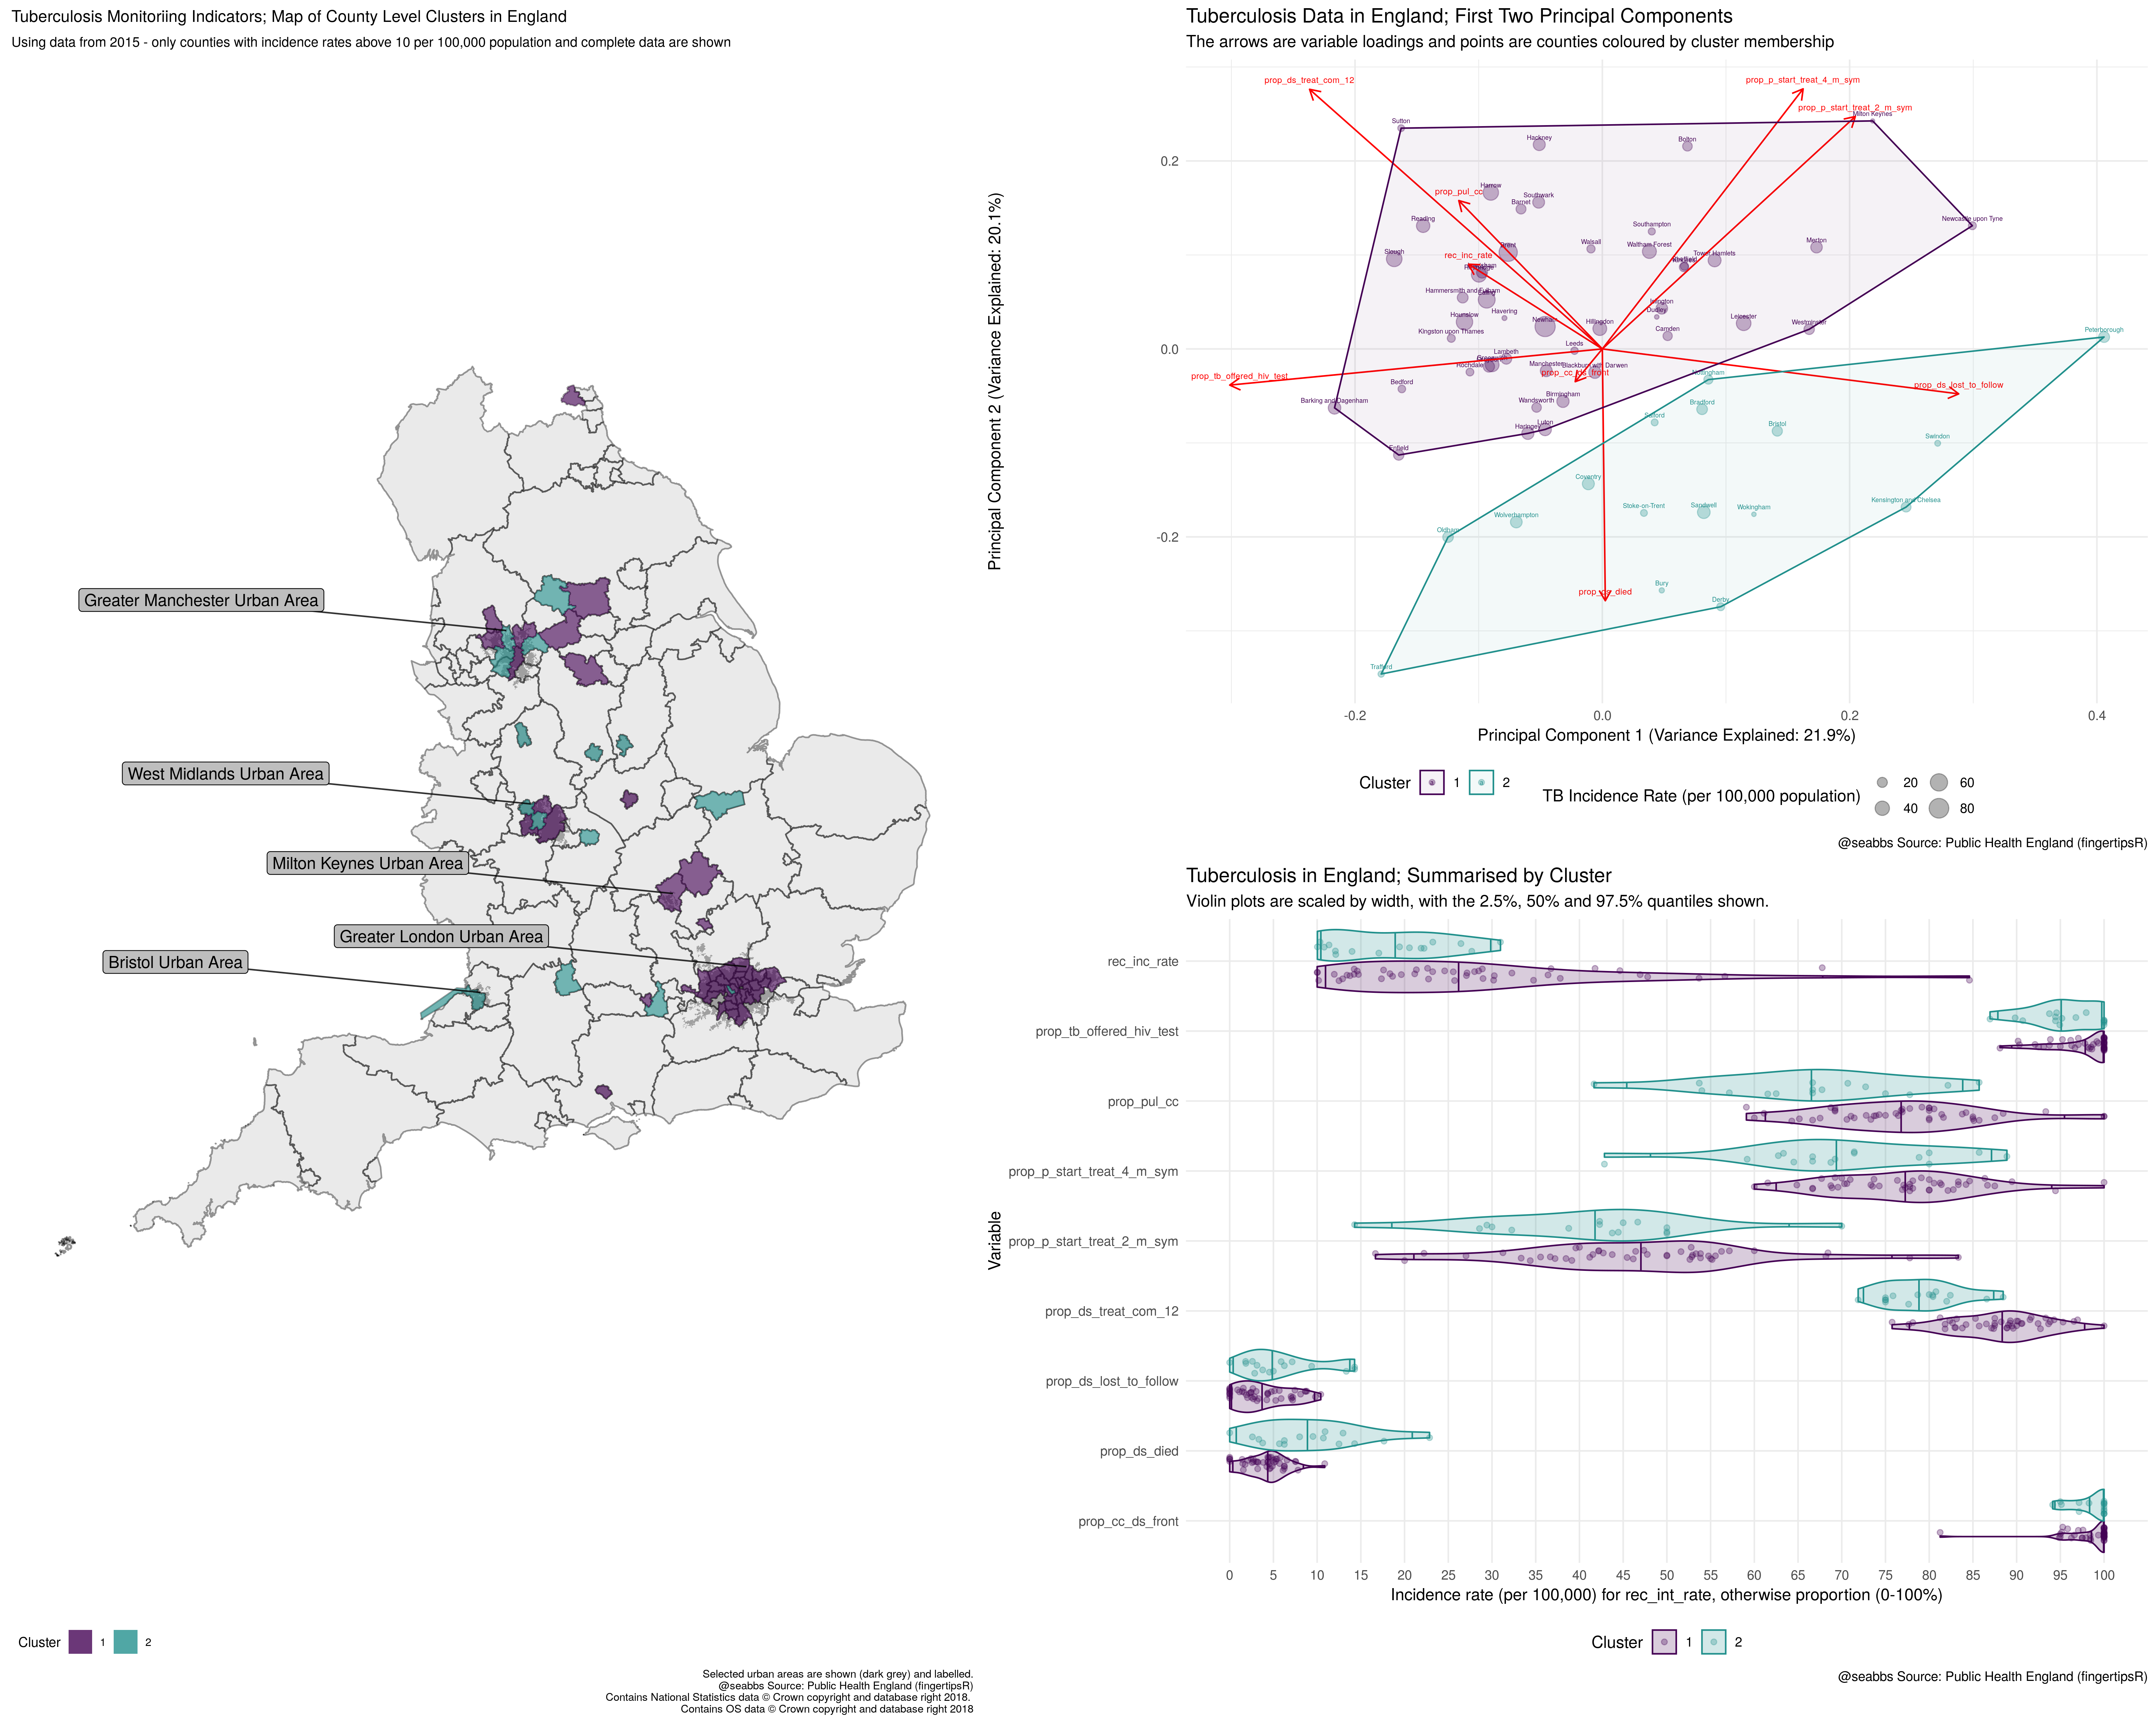 Tuberculosis Monitoriing Indicators; Map of County Level Clusters in England
Using data from 2015 - only counties with incidence rates above 10 per 100,000 population and complete data are shown
Greater Manchester Urban Area
West Midlands Urban Area
Milton Keynes Urban Area
Greater London Urban Area
Bristol Urban Area
Cluster 1 2
Selected urban areas are shown (dark grey) and labelled.
@seabbs Source: Public Health England (fingertipsR)
Contains National Statistics data © Crown copyright and database right 2018.
Contains OS data © Crown copyright and database right 2018
Tuberculosis Data in England; First Two Principal Components
The arrows are variable loadings and points are counties coloured by cluster membership
Principal Component 2 (Variance Explained: 20.1%)
0.2
0.0
-0.2
prop_ds_treat_com_12
prop_p_start_treat_4_m_sym
prop_p_start_treat_2_m_sym
Milton Keynes
Sutton
Hackney
Bolton
Harrow
prop_pul_cc
Southwark
Barnet
Reading
Newcastle upon Tyne
Southampton
Walsall
Waltham Forest
Merton
Brent
Slough
rec_inc_rate
Tower Hamlets
Hammersmith and Fulham
Ealing
Islington
Havering
Dudley
Hounslow
Newham
Hillingdon
Leicester
Westminster
Kingston upon Thames
Camden
Peterborough
Leeds
Lambeth
Rochdale
Manchester
Blackburn with Darwen
prop_cc_ds_front
Nottingham
prop_tb_offered_hiv_test
Bedford
prop_ds_lost_to_follow
Birmingham
Barking and Dagenham
Wandsworth
Bradford
Salford
Luton
Haringey
Bristol
Swindon
Enfield
Coventry
Kensington and Chelsea
Stoke-on-Trent
Sandwell
Wokingham
Wolverhampton
Oldham
Bury
prop_ds_died
Derby
Trafford
-0.2 0.0 0.2 0.4
Principal Component 1 (Variance Explained: 21.9%)
Cluster 1 2
TB Incidence Rate (per 100,000 population)
20 60
40 80
@seabbs Source: Public Health England (fingertipsR)
Tuberculosis in England; Summarised by Cluster
Violin plots are scaled by width, with the 2.5%, 50% and 97.5% quantiles shown.
Variable
rec_inc_rate
prop_tb_offered_hiv_test
prop_pul_cc
prop_p_start_treat_4_m_sym
prop_p_start_treat_2_m_sym
prop_ds_treat_com_12
prop_ds_lost_to_follow
prop_ds_died
prop_cc_ds_front
0 5 10 15 20 25 30 35 40 45 50 55 60 65 70 75 80 85 90 95 100
Incidence rate (per 100,000) for rec_int_rate, otherwise proportion (0-100%)
Cluster 1 2
@seabbs Source: Public Health England (fingertipsR)